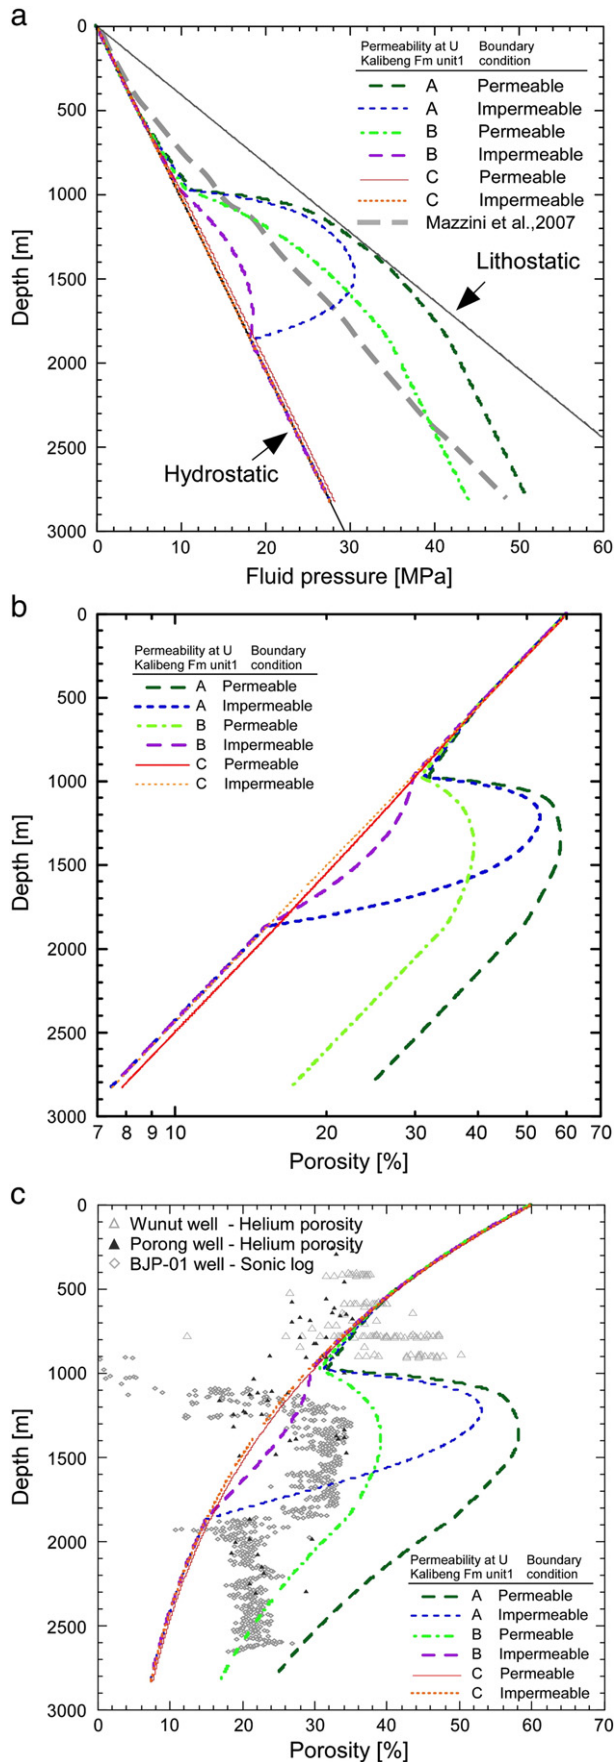 a
0
500
1000
1500
2000
2500
3000
Depth [m]
Permeability at U Boundary
Kalibeng Fm unit1 condition
A Permeable
A Impermeable
B Permeable
B Impermeable
C Permeable
C Impermeable
Mazzini et al.,2007
Lithostatic
Hydrostatic
0 10 20 30 40 50 60
Fluid pressure [MPa]
b
0
500
1000
1500
2000
2500
3000
Depth [m]
Permeability at U Boundary
Kalibeng Fm unit1 condition
A Permeable
A Impermeable
B Permeable
B Impermeable
C Permeable
C Impermeable
7 8 9 10 20 30 40 50 60 70
Porosity [%]
c
0
500
1000
1500
2000
2500
3000
Depth [m]
Wunut well - Helium porosity
Porong well - Helium porosity
BJP-01 well - Sonic log
Permeability at U Boundary
Kalibeng Fm unit1 condition
A Permeable
A Impermeable
B Permeable
B Impermeable
C Permeable
C Impermeable
0 10 20 30 40 50 60 70
Porosity [%]